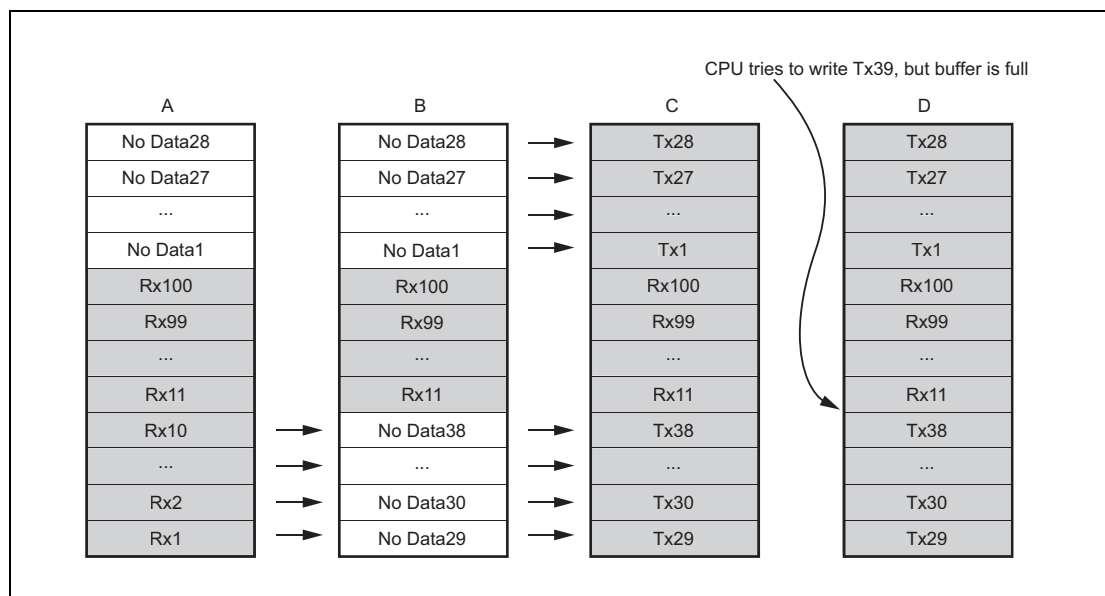 CPU tries to write Tx39, but buffer is full
A
B
C
D
No Data28
No Data28
Tx28
Tx28
No Data27
No Data27
Tx27
Tx27
...
...
...
...
No Data1
No Data1
Tx1
Tx1
Rx100
Rx100
Rx100
Rx100
Rx99
Rx99
Rx99
Rx99
...
...
...
...
Rx11
Rx11
Rx11
Rx11
Rx10
No Data38
Tx38
Tx38
...
...
...
...
Rx2
No Data30
Tx30
Tx30
Rx1
No Data29
Tx29
Tx29